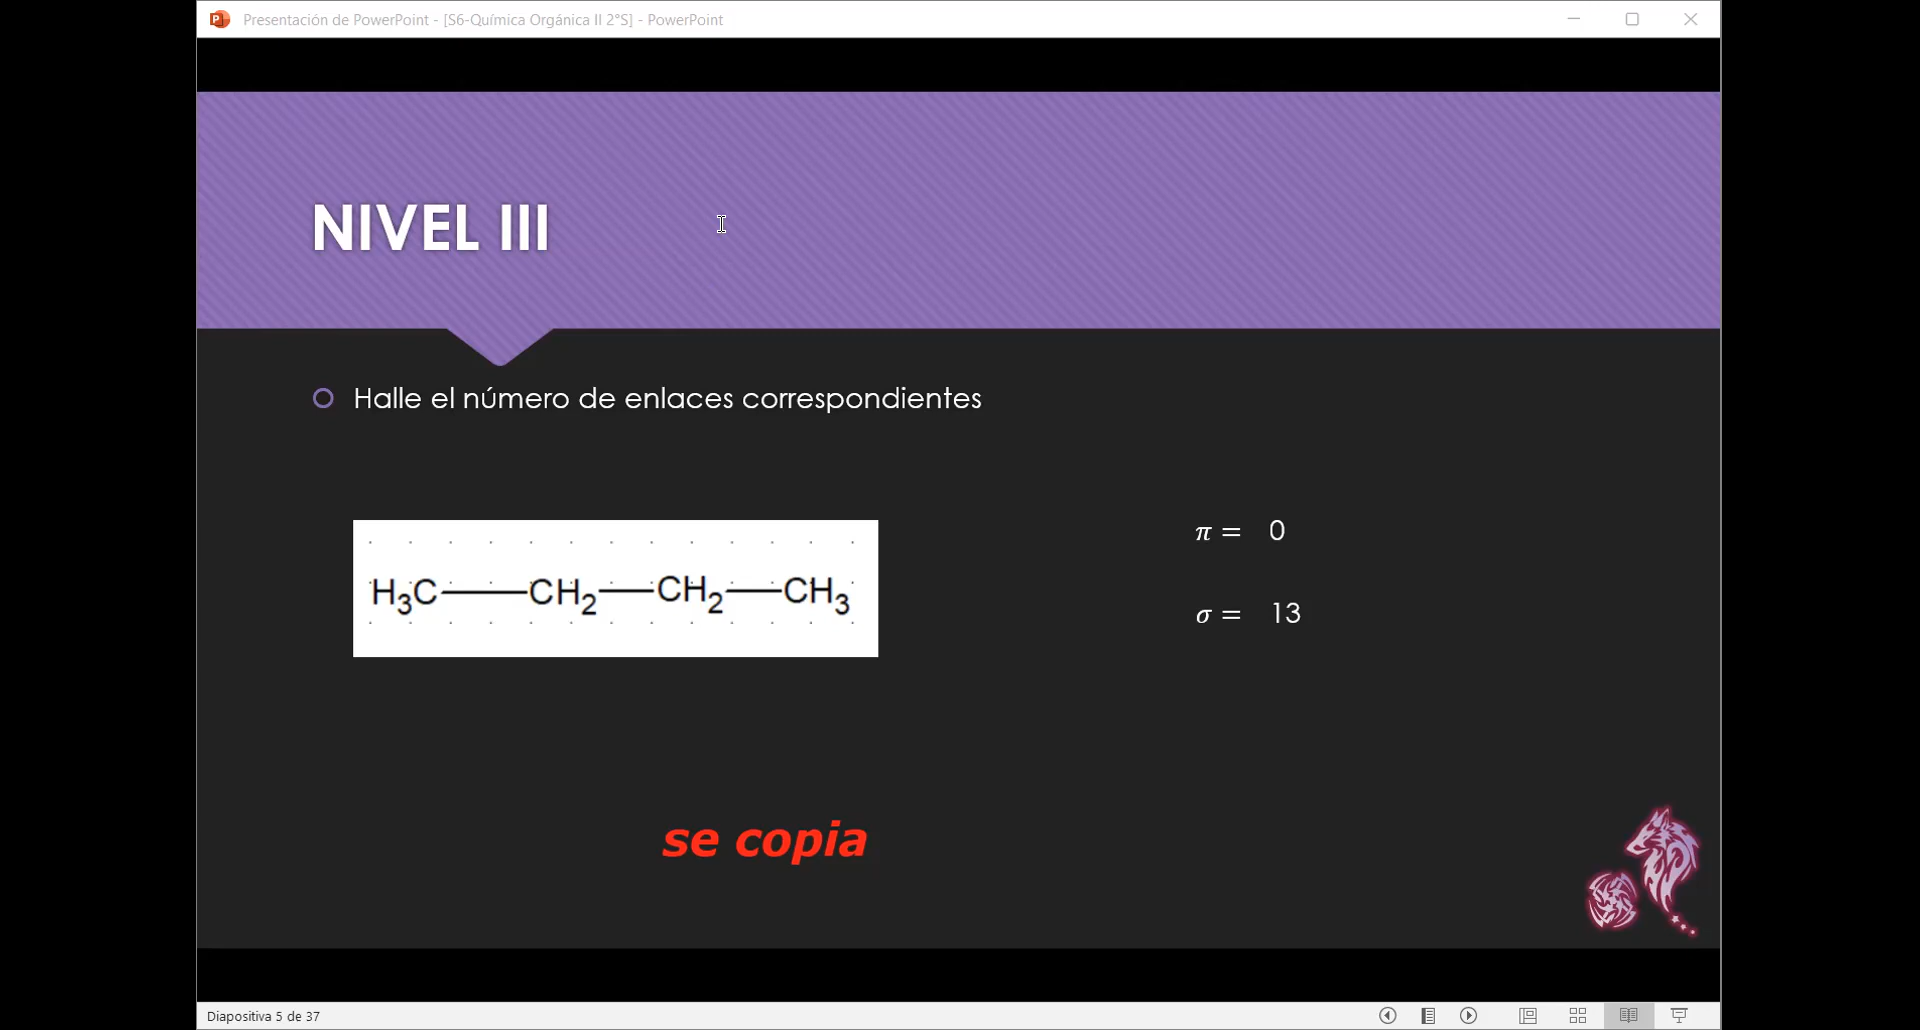 Presentación de PowerPoint - [S6-Química Orgánica II 2°S] - PowerPoint
NIVEL III
Halle el número de enlaces correspondientes
H₃C—CH₂—CH₂—CH₃
π = 0
σ = 13
se copia
Diapositiva 5 de 37